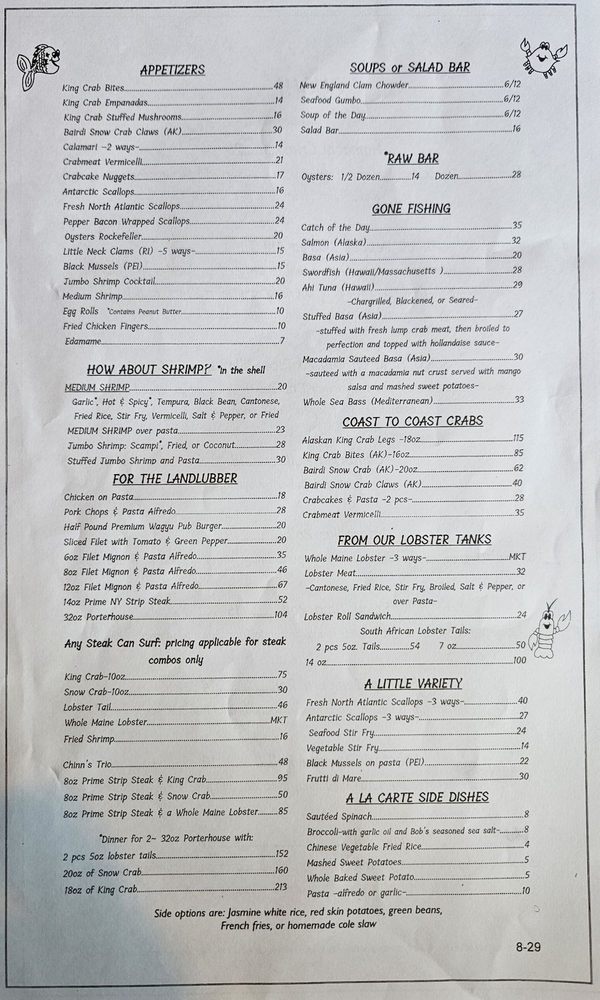 APPETIZERS
King Crab Bites 48
King Crab Empanadas 14
King Crab Stuffed Mushrooms 16
Bairdi Snow Crab Claws (AK) 30
Calamari -2 ways- 14
Crabmeat Vermicelli 21
Crabcake Nuggets 17
Antarctic Scallops 16
Fresh North Atlantic Scallops 24
Pepper Bacon Wrapped Scallops 24
Oysters Rockefeller 20
Little Neck Clams (RI) -5 ways- 15
Black Mussels (PEI) 15
Jumbo Shrimp Cocktail 20
Medium Shrimp 16
Egg Rolls *Contains Peanut Butter 10
Fried Chicken Fingers 10
Edamame 7
HOW ABOUT SHRIMP? *in the shell
MEDIUM SHRIMP 20
Garlic*, Hot & Spicy*, Tempura, Black Bean, Cantonese,
Fried Rice, Stir Fry, Vermicelli, Salt & Pepper, or Fried
MEDIUM SHRIMP over pasta 23
Jumbo Shrimp: Scampi*, Fried, or Coconut 28
Stuffed Jumbo Shrimp and Pasta 30
FOR THE LANDLUBBER
Chicken on Pasta 18
Pork Chops & Pasta Alfredo 28
Half Pound Premium Wagyu Pub Burger 20
Sliced Filet with Tomato & Green Pepper 20
6oz Filet Mignon & Pasta Alfredo 35
8oz Filet Mignon & Pasta Alfredo 46
12oz Filet Mignon & Pasta Alfredo 67
14oz Prime NY Strip Steak 52
32oz Porterhouse 104
Any Steak Can Surf: pricing applicable for steak
combos only
King Crab-10oz 75
Snow Crab-10oz 30
Lobster Tail 46
Whole Maine Lobster MKT
Fried Shrimp 16
Chinn's Trio 48
8oz Prime Strip Steak & King Crab 95
8oz Prime Strip Steak & Snow Crab 50
8oz Prime Strip Steak & a Whole Maine Lobster 85
*Dinner for 2~ 32oz Porterhouse with:
2 pcs 5oz lobster tails 152
20oz of Snow Crab 160
18oz of King Crab 213
SOUPS or SALAD BAR
New England Clam Chowder 6/12
Seafood Gumbo 6/12
Soup of the Day 6/12
Salad Bar 16
*RAW BAR
Oysters: 1/2 Dozen 14 Dozen 28
GONE FISHING
Catch of the Day 35
Salmon (Alaska) 32
Basa (Asia) 20
Swordfish (Hawaii/Massachusetts ) 28
Ahi Tuna (Hawaii) 29
-Chargrilled, Blackened, or Seared-
Stuffed Basa (Asia) 27
-stuffed with fresh lump crab meat, then broiled to
perfection and topped with hollandaise sauce-
Macadamia Sauteed Basa (Asia) 30
-sauteed with a macadamia nut crust served with mango
salsa and mashed sweet potatoes-
Whole Sea Bass (Mediterranean) 33
COAST TO COAST CRABS
Alaskan King Crab Legs -18oz 115
King Crab Bites (AK)-16oz 85
Bairdi Snow Crab (AK)-20oz 62
Bairdi Snow Crab Claws (AK) 40
Crabcakes & Pasta -2 pcs- 28
Crabmeat Vermicelli 35
FROM OUR LOBSTER TANKS
Whole Maine Lobster -3 ways- MKT
Lobster Meat 32
-Cantonese, Fried Rice, Stir Fry, Broiled, Salt & Pepper, or
over Pasta-
Lobster Roll Sandwich 24
South African Lobster Tails:
2 pcs 5oz. Tails 54 7 oz 50
14 oz 100
A LITTLE VARIETY
Fresh North Atlantic Scallops -3 ways- 40
Antarctic Scallops -3 ways- 27
Seafood Stir Fry 24
Vegetable Stir Fry 14
Black Mussels on pasta (PEI) 22
Frutti di Mare 30
A LA CARTE SIDE DISHES
Sautéed Spinach 8
Broccoli-with garlic oil and Bob's seasoned sea salt- 8
Chinese Vegetable Fried Rice 4
Mashed Sweet Potatoes 5
Whole Baked Sweet Potato 5
Pasta -alfredo or garlic- 10
Side options are: Jasmine white rice, red skin potatoes, green beans,
French fries, or homemade cole slaw
8-29